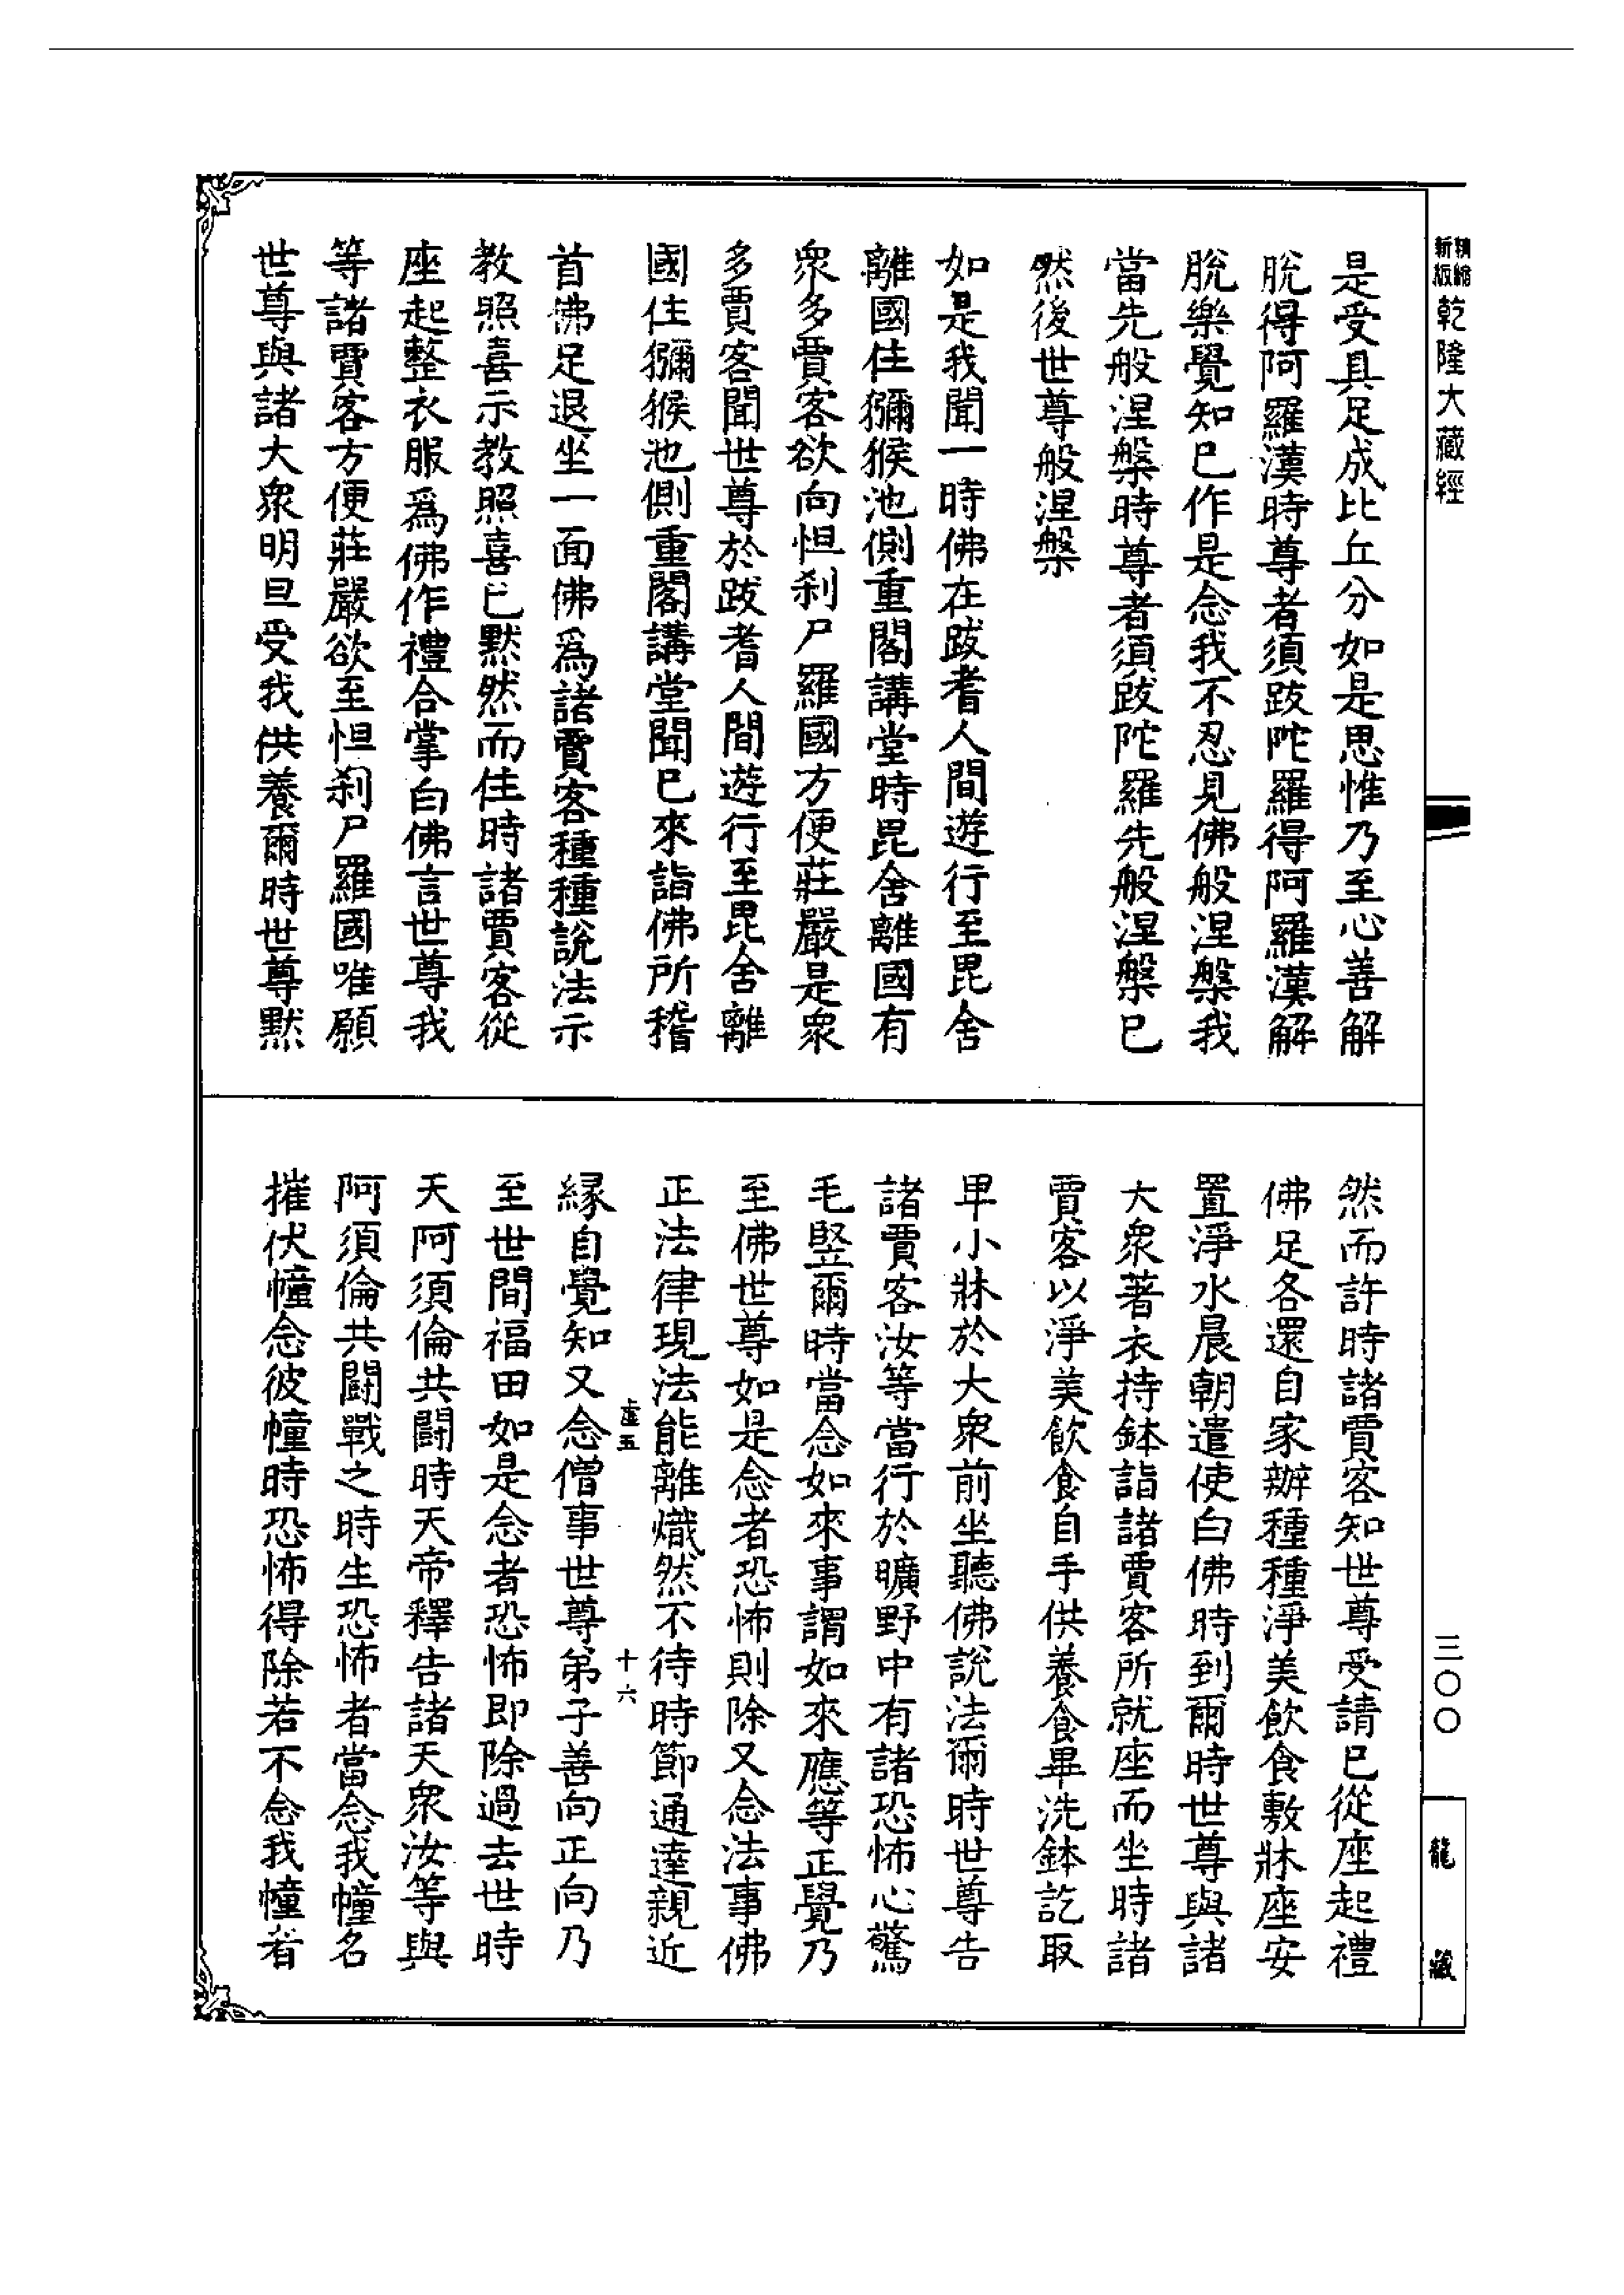 精縮新版乾隆大藏經
三〇〇
龍藏
是受具足成比丘分如是思惟乃至心善解
脫得阿羅漢時尊者須跋陀羅得阿羅漢解
脫樂覺知已作是念我不忍見佛般涅槃我
當先般涅槃時尊者須跋陀羅先般涅槃已
然後世尊般涅槃
如是我聞一時佛在跋耆人間遊行至毘舍
離國住獼猴池側重閣講堂時毘舍離國有
眾多賈客欲向怛刹尸羅國方便莊嚴是眾
多賈客聞世尊於跋耆人間遊行至毘舍離
國住獼猴池側重閣講堂聞已來詣佛所稽
首佛足退坐一面佛爲諸賈客種種說法示
教照喜示教照喜已默然而住時諸賈客從
座起整衣服爲佛作禮合掌白佛言世尊我
等諸賈客方便莊嚴欲至怛刹尸羅國唯願
世尊與諸大眾明旦受我供養爾時世尊默
然而許時諸賈客知世尊受請已從座起禮
佛足各還自家辦種種淨美飲食敷牀座安
置淨水晨朝遣使白佛時到爾時世尊與諸
大眾著衣持鉢詣諸賈客所就座而坐時諸
賈客以淨美飲食自手供養食畢洗鉢訖取
卑小牀於大眾前坐聽佛說法爾時世尊告
諸賈客汝等當行於曠野中有諸恐怖心驚
毛竪爾時當念如來事謂如來應等正覺乃
至佛世尊如是念者恐怖則除又念法事佛
正法律現法能離熾然不待時節通達親近
虛五 十六
緣自覺知又念僧事世尊弟子善向正向乃
至世間福田如是念者恐怖即除過去世時
天阿須倫共鬪時天帝釋告諸天眾汝等與
阿須倫共鬪戰之時生恐怖者當念我幢名
摧伏幢念彼幢時恐怖得除若不念我幢者